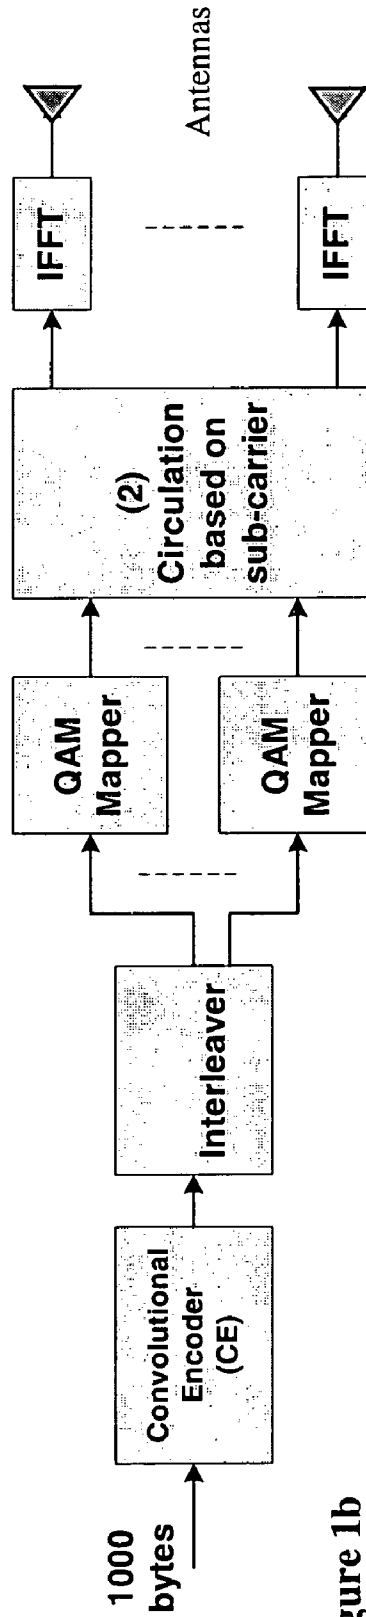 1000
bytes
Convolutional
Encoder
(CE)
Interleaver
QAM
Mapper
QAM
Mapper
(2)
Circulation
based on
sub-carrier
IFFT
IFFT
Antennas
gure 1b